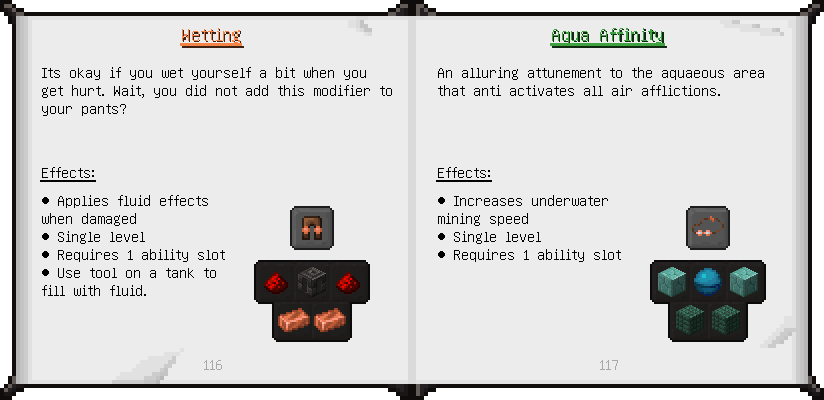 Wetting
Its okay if you wet yourself a bit when you
get hurt. Wait, you did not add this modifier to
your pants?
Effects:
• Applies fluid effects
when damaged
• Single level
• Requires 1 ability slot
• Use tool on a tank to
fill with fluid.
116
Aqua Affinity
An alluring attunement to the aquaeous area
that anti activates all air afflictions.
Effects:
• Increases underwater
mining speed
• Single level
• Requires 1 ability slot
117